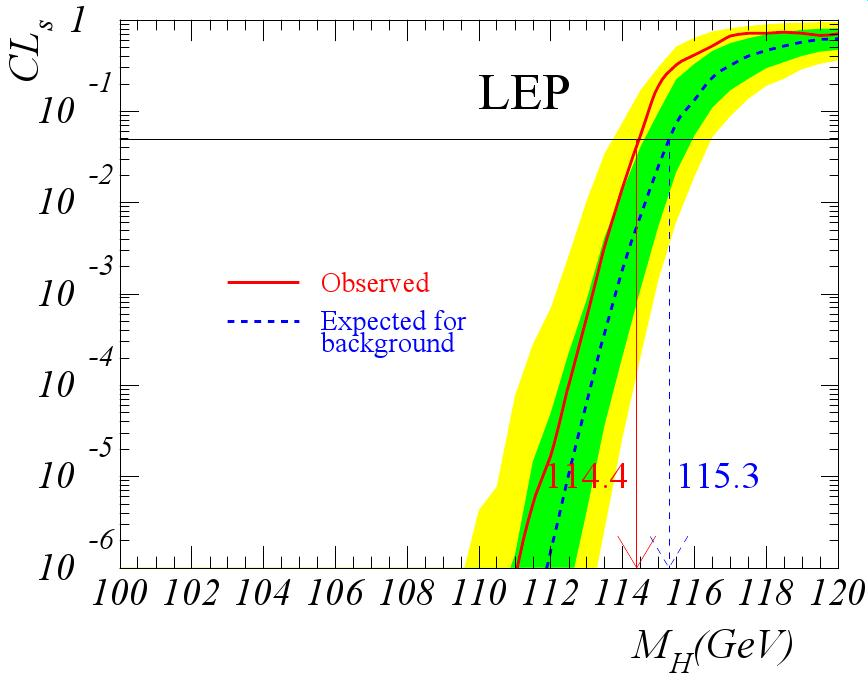 CLs
1
10-1
10-2
10-3
10-4
10-5
10-6
LEP
Observed
Expected for
background
114.4
115.3
100 102 104 106 108 110 112 114 116 118 120
MH(GeV)